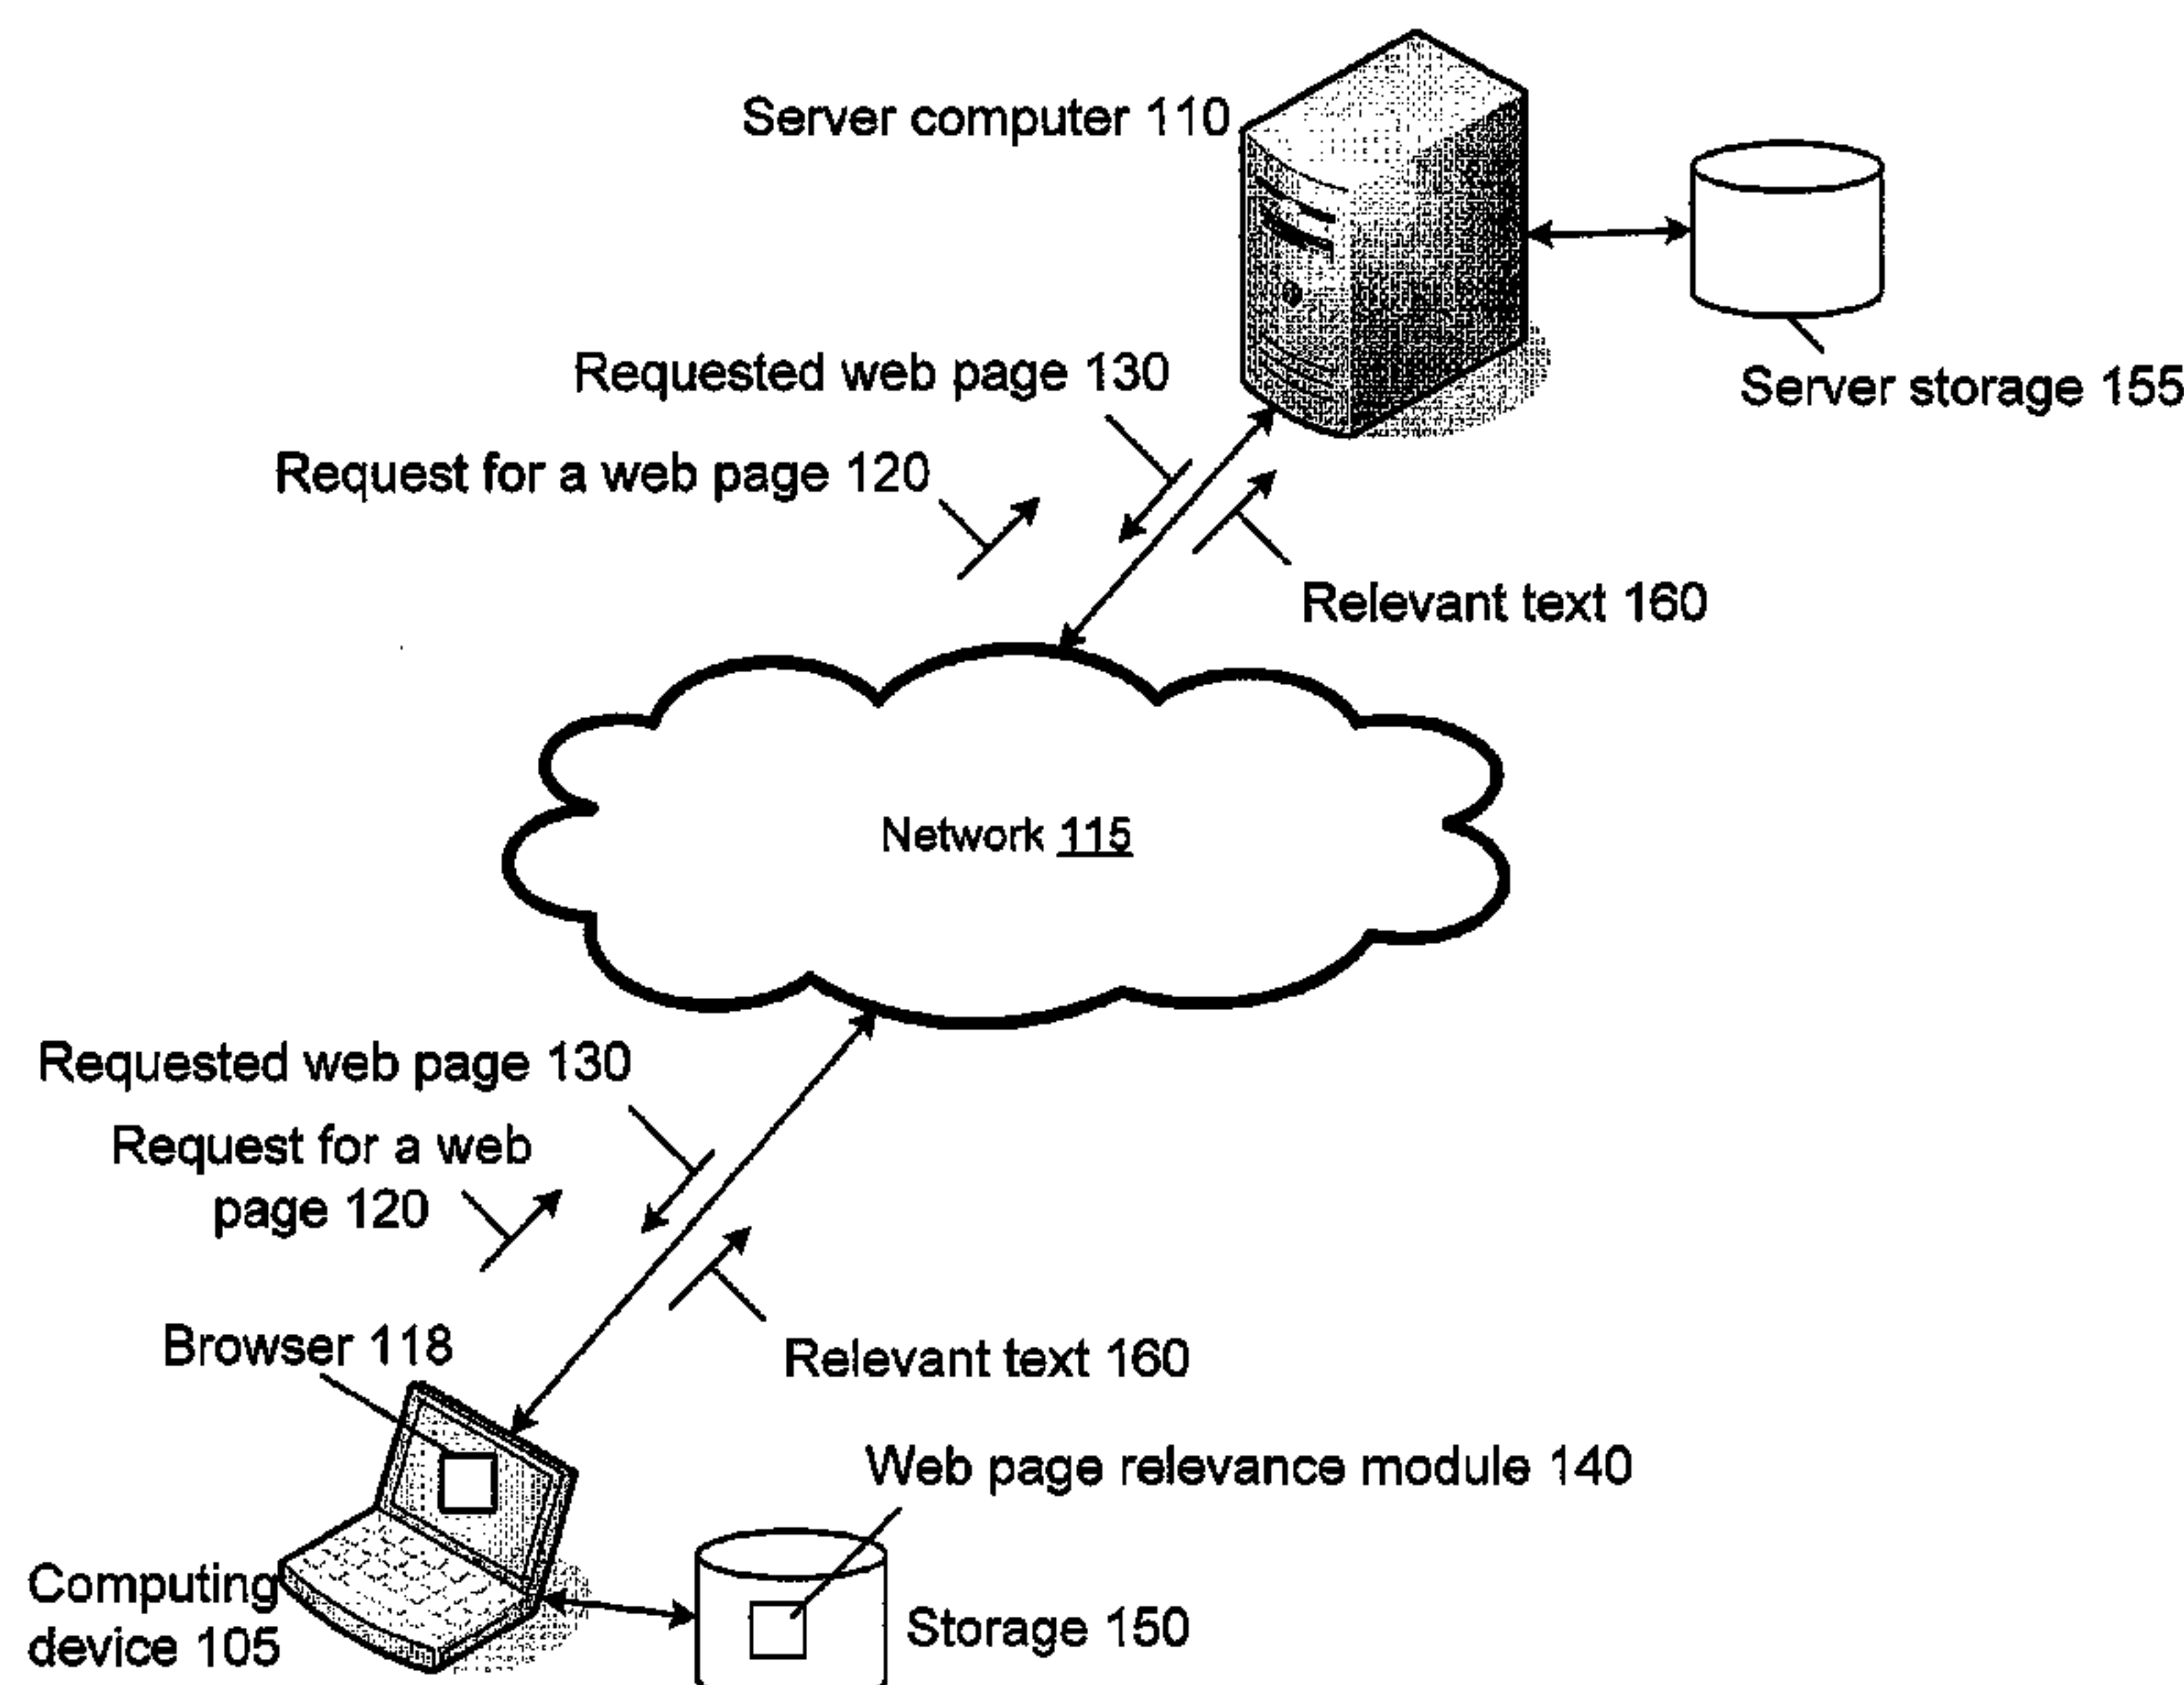 Server computer 110
Requested web page 130
Server storage 155
Request for a web page 120
Relevant text 160
Network 115
Requested web page 130
Request for a web
page 120
Browser 118
Relevant text 160
Web page relevance module 140
Computing
device 105
Storage 150